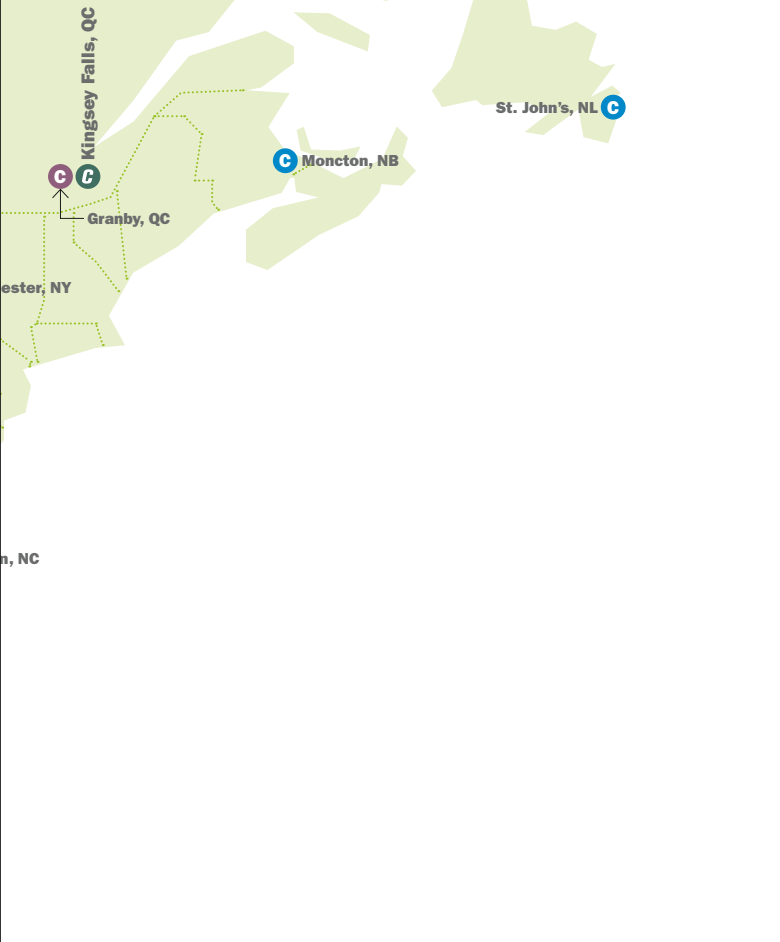 Kingsey Falls, QC
St. John’s, NL C
C Moncton, NB
C C
Granby, QC
ester, NY
n, NC